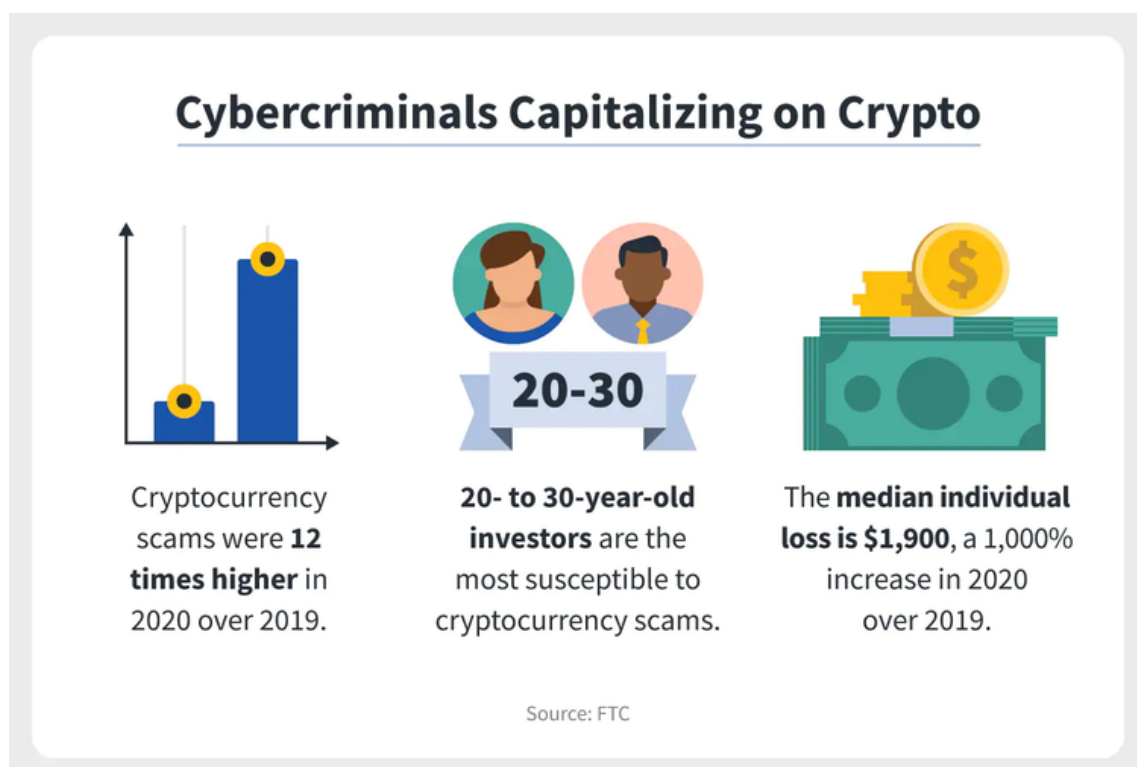 Cybercriminals Capitalizing on Crypto
$
20-30
Cryptocurrency
scams were 12
times higher in
2020 over 2019.
20- to 30-year-old
investors are the
most susceptible to
cryptocurrency scams.
The median individual
loss is $1,900, a 1,000%
increase in 2020
over 2019.
Source: FTC